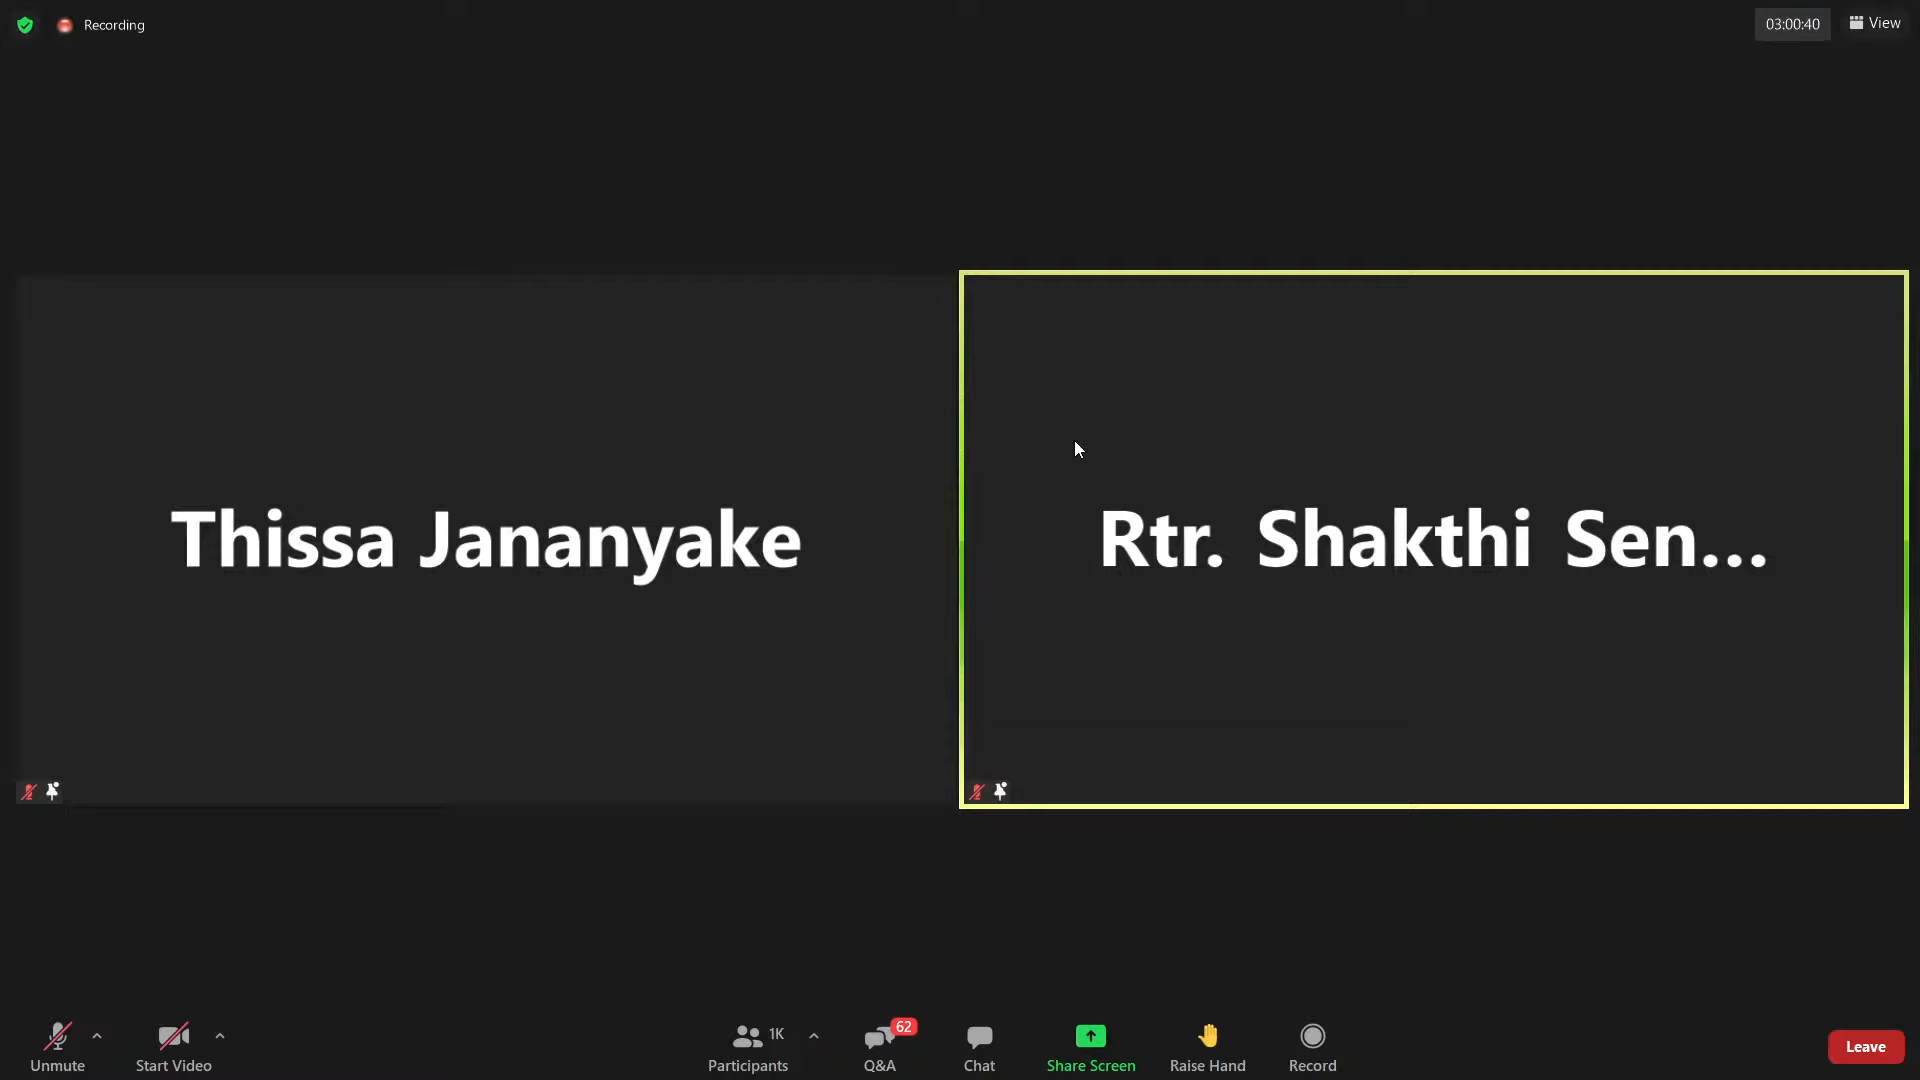 Recording
03:00:40
View
Thissa Jananyake
Rtr. Shakthi Sen...
Unmute
Start Video
1K
Participants
62
Q&A
Chat
Share Screen
Raise Hand
Record
Leave